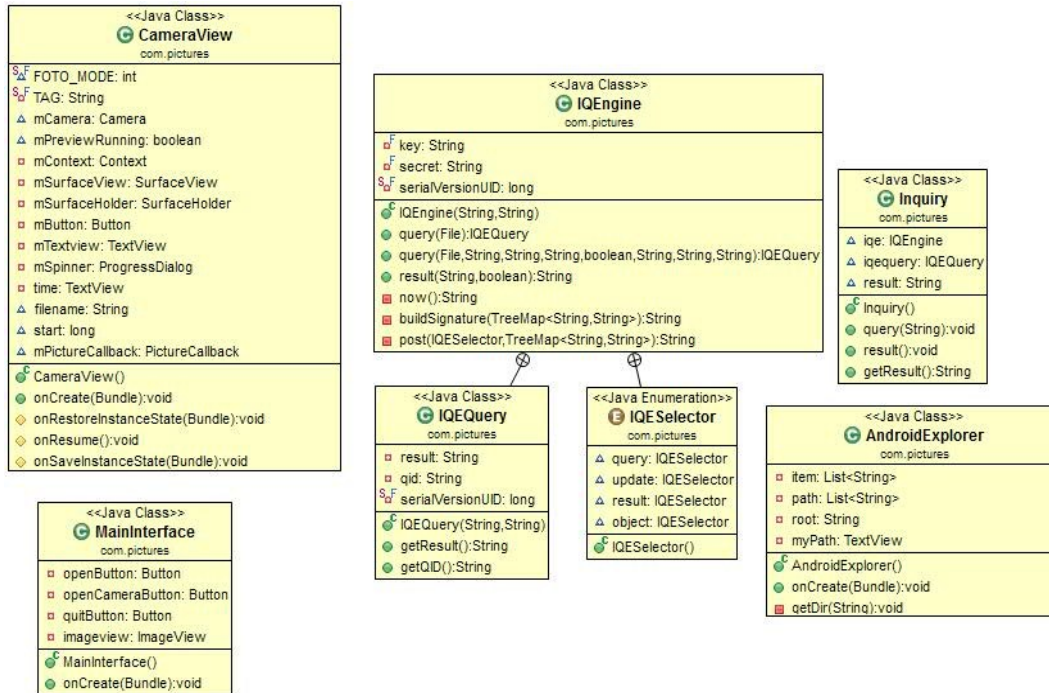 <<Java Class>>
CameraView
com.pictures
FOTO_MODE: int
TAG: String
mCamera: Camera
mPreviewRunning: boolean
mContext: Context
mSurfaceView: SurfaceView
mSurfaceHolder: SurfaceHolder
mButton: Button
mTextview: TextView
mSpinner: ProgressDialog
time: TextView
filename: String
start: long
mPictureCallback: PictureCallback
CameraView()
onCreate(Bundle):void
onRestoreInstanceState(Bundle):void
onResume():void
onSaveInstanceState(Bundle):void
<<Java Class>>
IQEngine
com.pictures
key: String
secret: String
serialVersionUID: long
IQEngine(String,String)
query(File):IQEQuery
query(File,String,String,String,boolean,String,String,String):IQEQuery
result(String,boolean):String
now():String
buildSignature(TreeMap<String,String>):String
post(IQESelector,TreeMap<String,String>):String
<<Java Class>>
Inquiry
com.pictures
iqe: IQEngine
iqequery: IQEQuery
result: String
Inquiry()
query(String):void
result():void
getResult():String
<<Java Class>>
IQEQuery
com.pictures
result: String
qid: String
serialVersionUID: long
IQEQuery(String,String)
getResult():String
getQID():String
<<Java Enumeration>>
IQESelector
com.pictures
query: IQESelector
update: IQESelector
result: IQESelector
object: IQESelector
IQESelector()
<<Java Class>>
AndroidExplorer
com.pictures
item: List<String>
path: List<String>
root: String
myPath: TextView
AndroidExplorer()
onCreate(Bundle):void
getDir(String):void
<<Java Class>>
MainInterface
com.pictures
openButton: Button
openCameraButton: Button
quitButton: Button
imageview: ImageView
MainInterface()
onCreate(Bundle):void